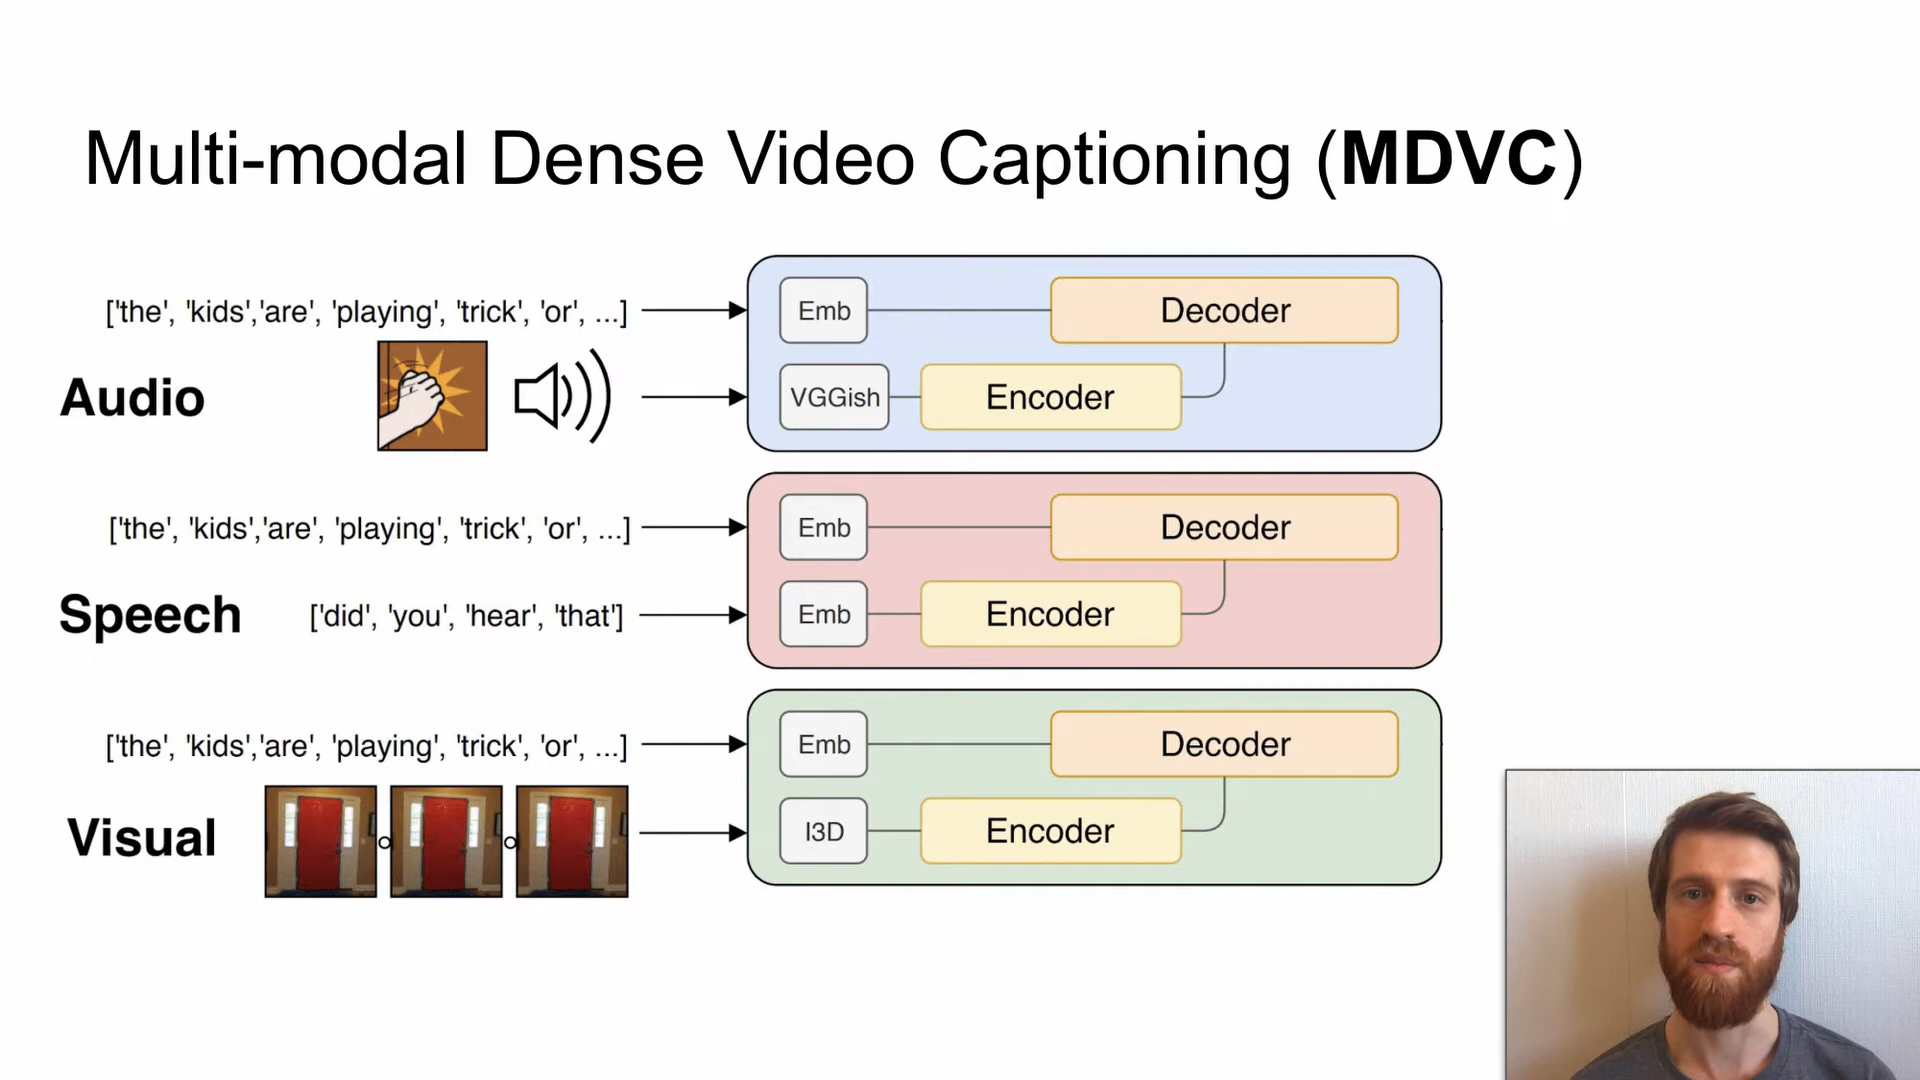 Multi-modal Dense Video Captioning (MDVC)
['the', 'kids','are', 'playing', 'trick', 'or', ...]
Emb
Decoder
Audio
VGGish
Encoder
['the', 'kids','are', 'playing', 'trick', 'or', ...]
Emb
Decoder
Speech
['did', 'you', 'hear', 'that']
Emb
Encoder
['the', 'kids','are', 'playing', 'trick', 'or', ...]
Emb
Decoder
Visual
I3D
Encoder